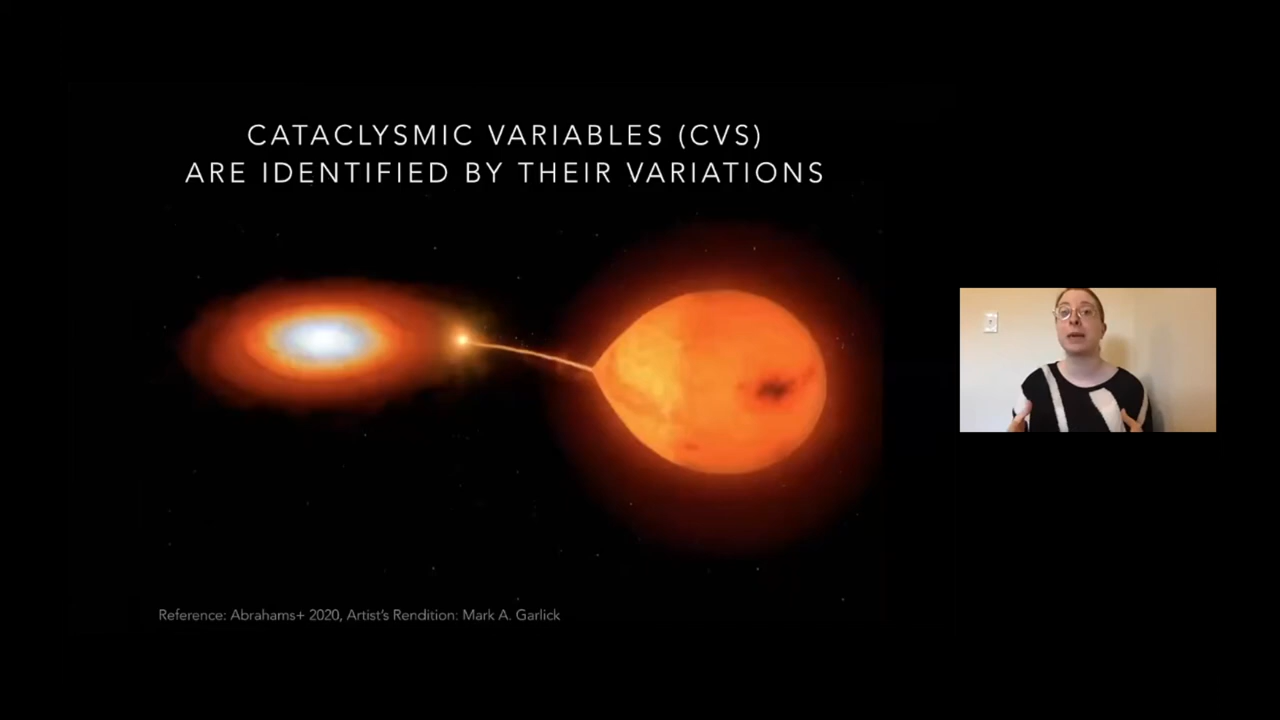 CATACLYSMIC VARIABLES (CVS)
ARE IDENTIFIED BY THEIR VARIATIONS
Reference: Abrahams+ 2020, Artist's Rendition: Mark A. Garlick